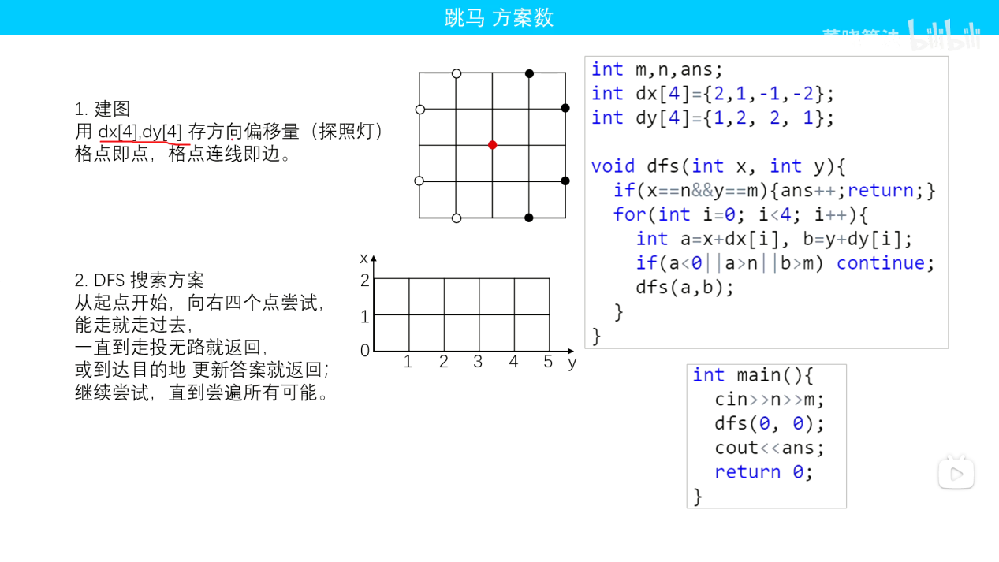 跳马 方案数
bilibili
1. 建图
用 dx[4],dy[4] 存方向偏移量（探照灯）
格点即点，格点连线即边。
2. DFS 搜索方案
从起点开始，向右四个点尝试，
能走就走过去，
一直到走投无路就返回，
或到达目的地 更新答案就返回；
继续尝试，直到尝遍所有可能。
x
2
1
0
1 2 3 4 5 y
int m,n,ans;
int dx[4]={2,1,-1,-2};
int dy[4]={1,2, 2, 1};
void dfs(int x, int y){
if(x==n&&y==m){ans++;return;}
for(int i=0; i<4; i++){
int a=x+dx[i], b=y+dy[i];
if(a<0||a>n||b>m) continue;
dfs(a,b);
}
}
int main(){
cin>>n>>m;
dfs(0, 0);
cout<<ans;
return 0;
}